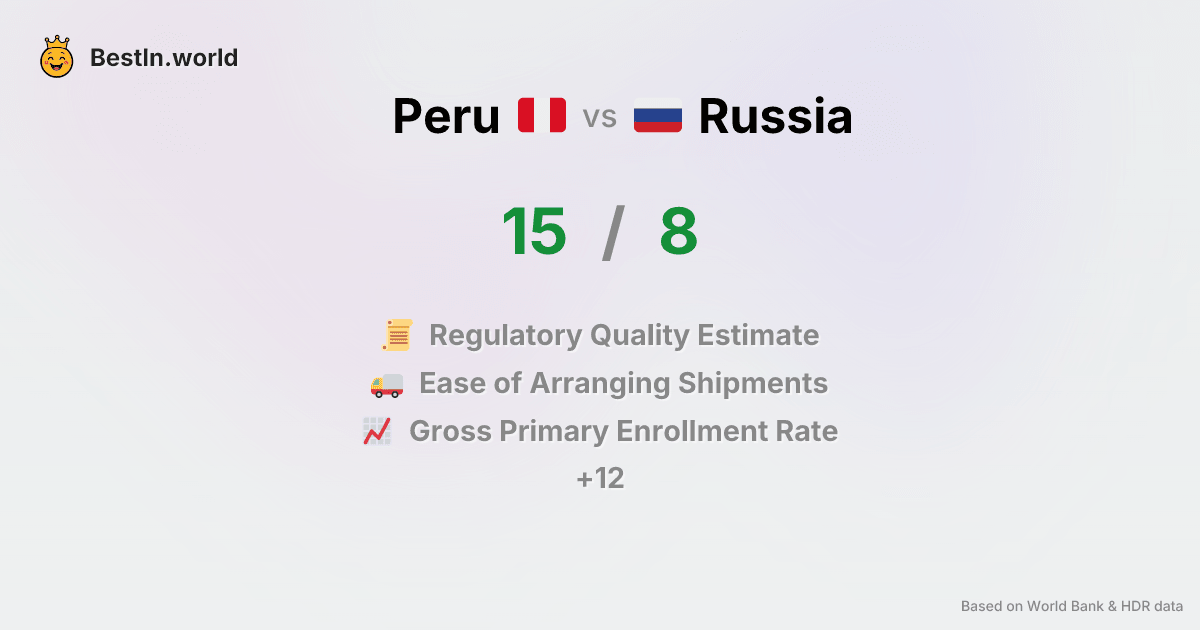 BestIn.world
Peru vs Russia
15 / 8
Regulatory Quality Estimate
Ease of Arranging Shipments
Gross Primary Enrollment Rate
+12
Based on World Bank & HDR data